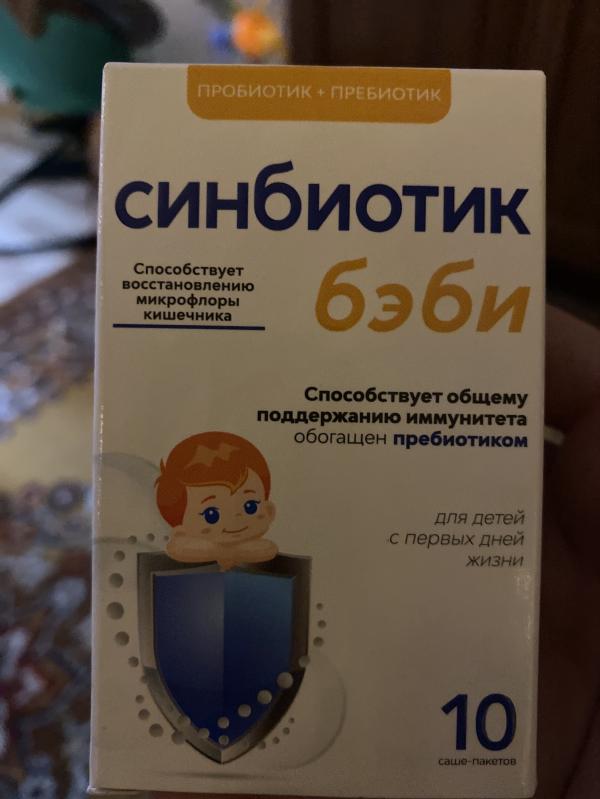 ПРОБИОТИК + ПРЕБИОТИК
СИНБИОТИК
бэби
Способствует
восстановлению
микрофлоры
кишечника
Способствует общему
поддержанию иммунитета
обогащен пребиотиком
для детей
с первых дней
жизни
10
саше-пакетов